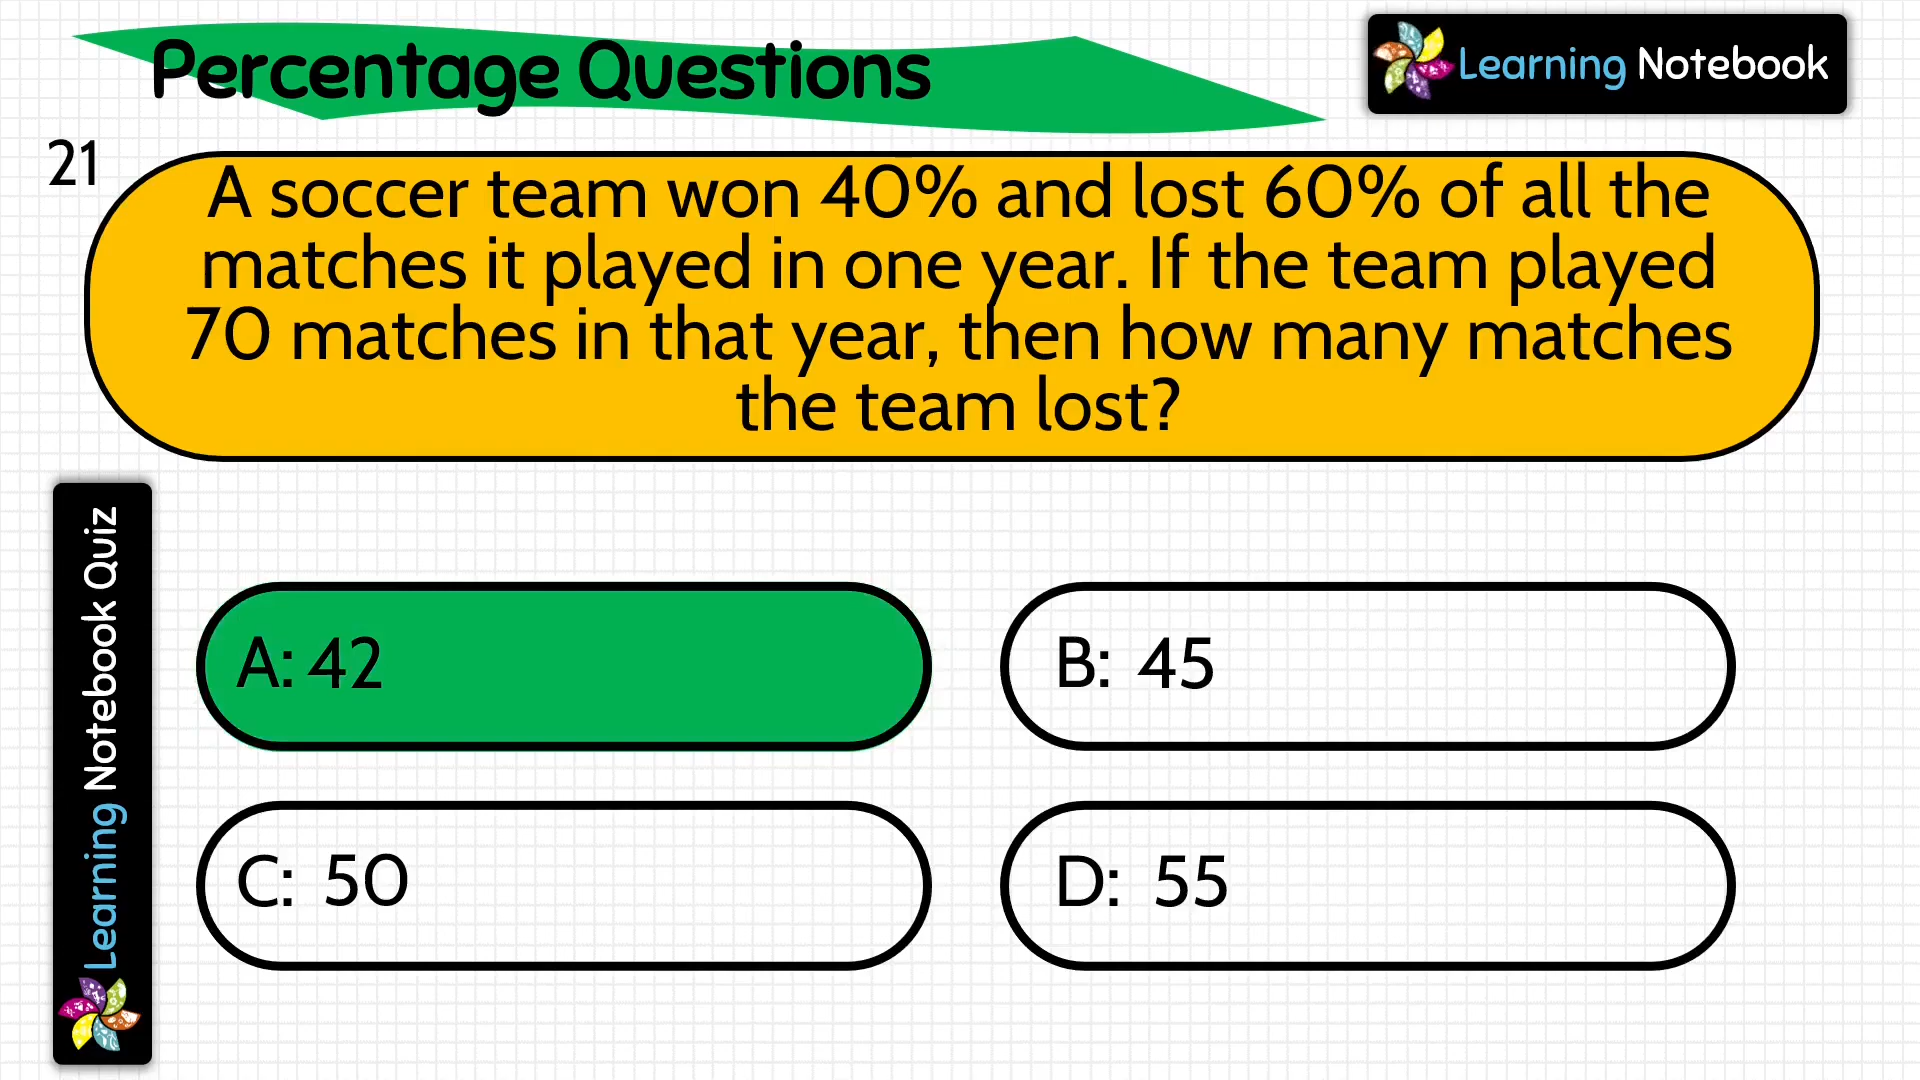 Percentage Questions
Learning Notebook
21
A soccer team won 40% and lost 60% of all the
matches it played in one year. If the team played
70 matches in that year, then how many matches
the team lost?
Learning Notebook Quiz
A: 42
B: 45
C: 50
D: 55